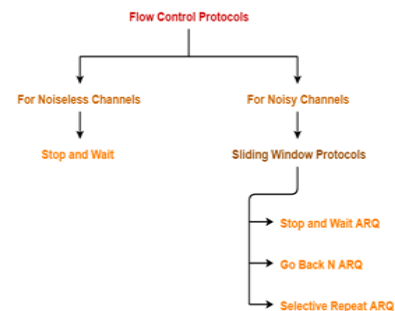 Flow Control Protocols
For Noiseless Channels
For Noisy Channels
Stop and Wait
Sliding Window Protocols
Stop and Wait ARQ
Go Back N ARQ
Selective Repeat ARQ